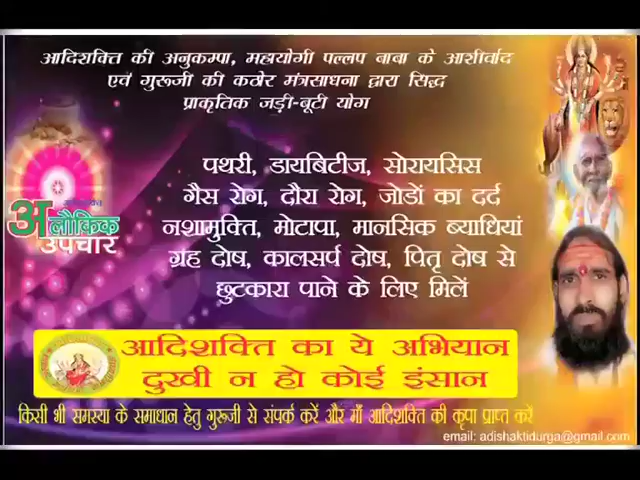 आदिशक्ति की अनुकम्पा, महायोगी पल्लप बाबा के आशीर्वाद
एवं गुरूजी की कठोर मंत्रसाधना द्वारा सिद्ध
प्राकृतिक जड़ी-बूटी योग
आदिशक्ति
अलौकिक
उपचार
पथरी, डायबिटीज, सोरायसिस
गैस रोग, दौरा रोग, जोडों का दर्द
नशामुक्ति, मोटापा, मानसिक ब्याधियां
ग्रह दोष, कालसर्प दोष, पितृ दोष से
छुटकारा पाने के लिए मिलें
आदिशक्ति का ये अभियान
दुखी न हो कोई इंसान
किसी भी समस्या के समाधान हेतु गुरूजी से संपर्क करें और माँ आदिशक्ति की कृपा प्राप्त करें
email: adishaktidurga@gmail.com